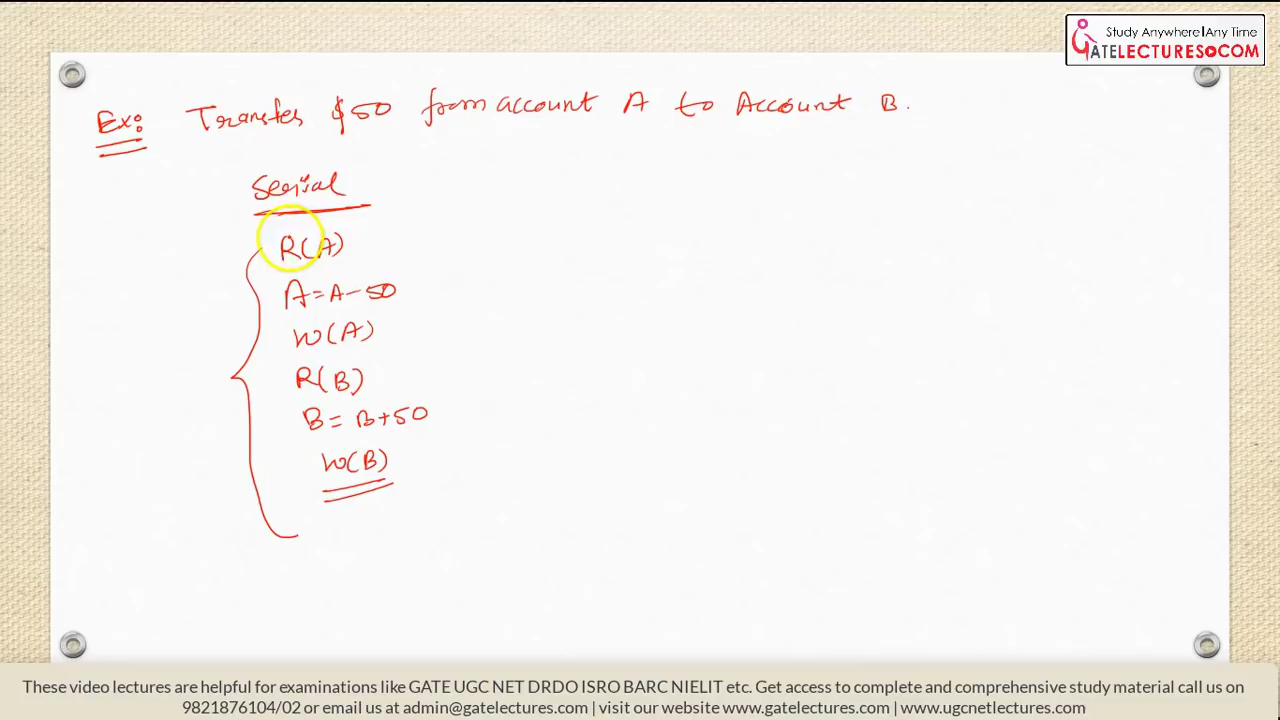 Study Anywhere|Any Time
GATELECTURES.COM
Ex: Transfer $50 from account A to Account B.
Serial
R(A)
A=A-50
W(A)
R(B)
B=B+50
W(B)
These video lectures are helpful for examinations like GATE UGC NET DRDO ISRO BARC NIELIT etc. Get access to complete and comprehensive study material call us on
9821876104/02 or email us at admin@gatelectures.com | visit our website www.gatelectures.com | www.ugcnetlectures.com